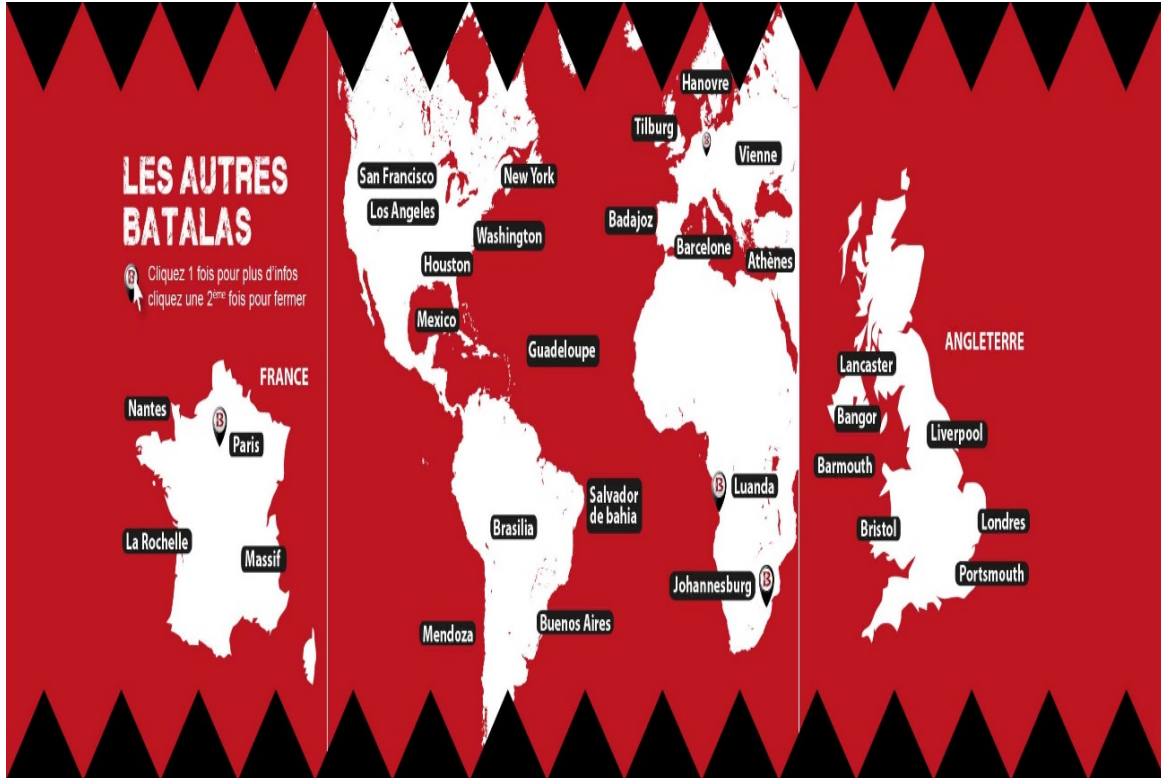 LES AUTRES
BATALAS
Cliquez 1 fois pour plus d'infos
cliquez une 2ème fois pour fermer
FRANCE
Nantes
Paris
La Rochelle
Massif
Hanovre
Tilburg
Vienne
San Francisco
New York
Los Angeles
Badajoz
Washington
Barcelone
Athènes
Houston
Mexico
Guadeloupe
Luanda
Salvador
de bahia
Brasilia
Johannesburg
Buenos Aires
Mendoza
ANGLETERRE
Lancaster
Bangor
Liverpool
Barmouth
Bristol
Londres
Portsmouth